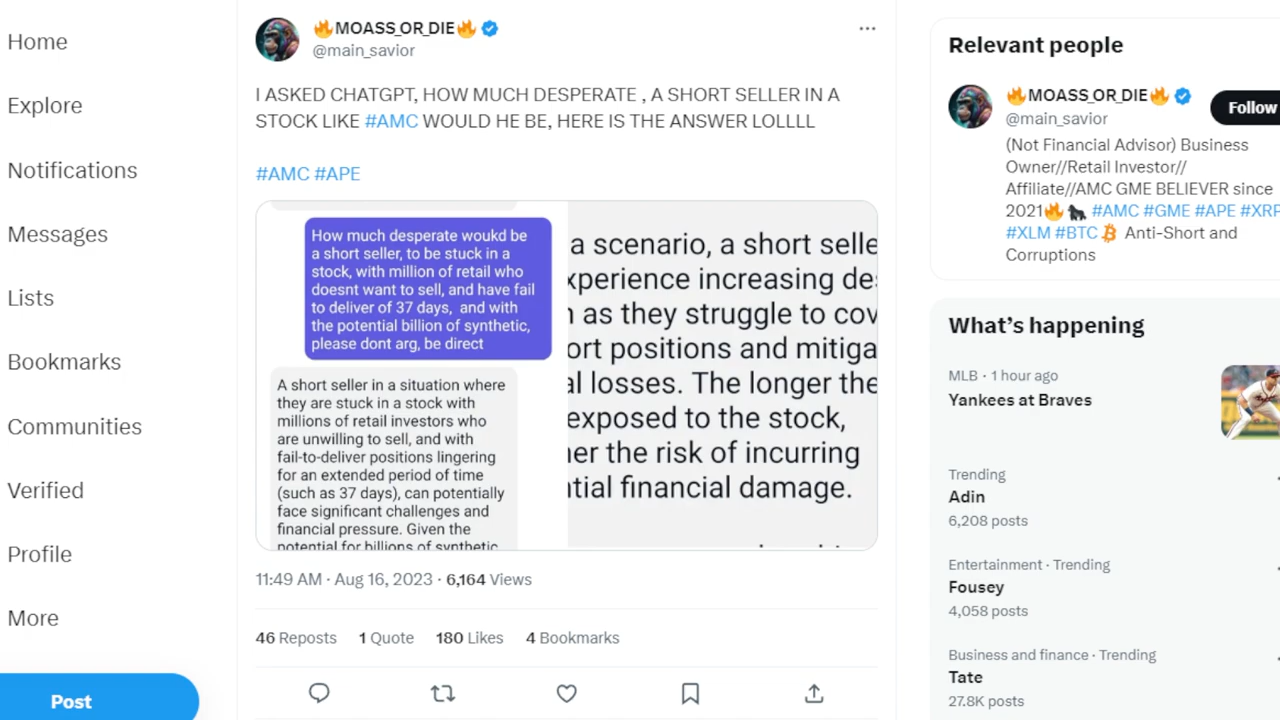 Home
Explore
Notifications
Messages
Lists
Bookmarks
Communities
Verified
Profile
More
Post
🔥MOASS_OR_DIE🔥
@main_savior
I ASKED CHATGPT, HOW MUCH DESPERATE , A SHORT SELLER IN A
STOCK LIKE #AMC WOULD HE BE, HERE IS THE ANSWER LOLLLL
#AMC #APE
How much desperate woukd be
a short seller, to be stuck in a
stock, with million of retail who
doesnt want to sell, and have fail
to deliver of 37 days, and with
the potential billion of synthetic,
please dont arg, be direct
A short seller in a situation where
they are stuck in a stock with
millions of retail investors who
are unwilling to sell, and with
fail-to-deliver positions lingering
for an extended period of time
(such as 37 days), can potentially
face significant challenges and
financial pressure. Given the
potential for billions of synthetic
a scenario, a short selle
xperience increasing de
as they struggle to cov
ort positions and mitiga
al losses. The longer the
exposed to the stock,
er the risk of incurring
ntial financial damage.
11:49 AM · Aug 16, 2023 · 6,164 Views
46 Reposts 1 Quote 180 Likes 4 Bookmarks
Relevant people
🔥MOASS_OR_DIE🔥
@main_savior
Follow
(Not Financial Advisor) Business
Owner//Retail Investor//
Affiliate//AMC GME BELIEVER since
2021🔥🦍 #AMC #GME #APE #XRP
#XLM #BTC Anti-Short and
Corruptions
What’s happening
MLB · 1 hour ago
Yankees at Braves
Trending
Adin
6,208 posts
Entertainment · Trending
Fousey
4,058 posts
Business and finance · Trending
Tate
27.8K posts